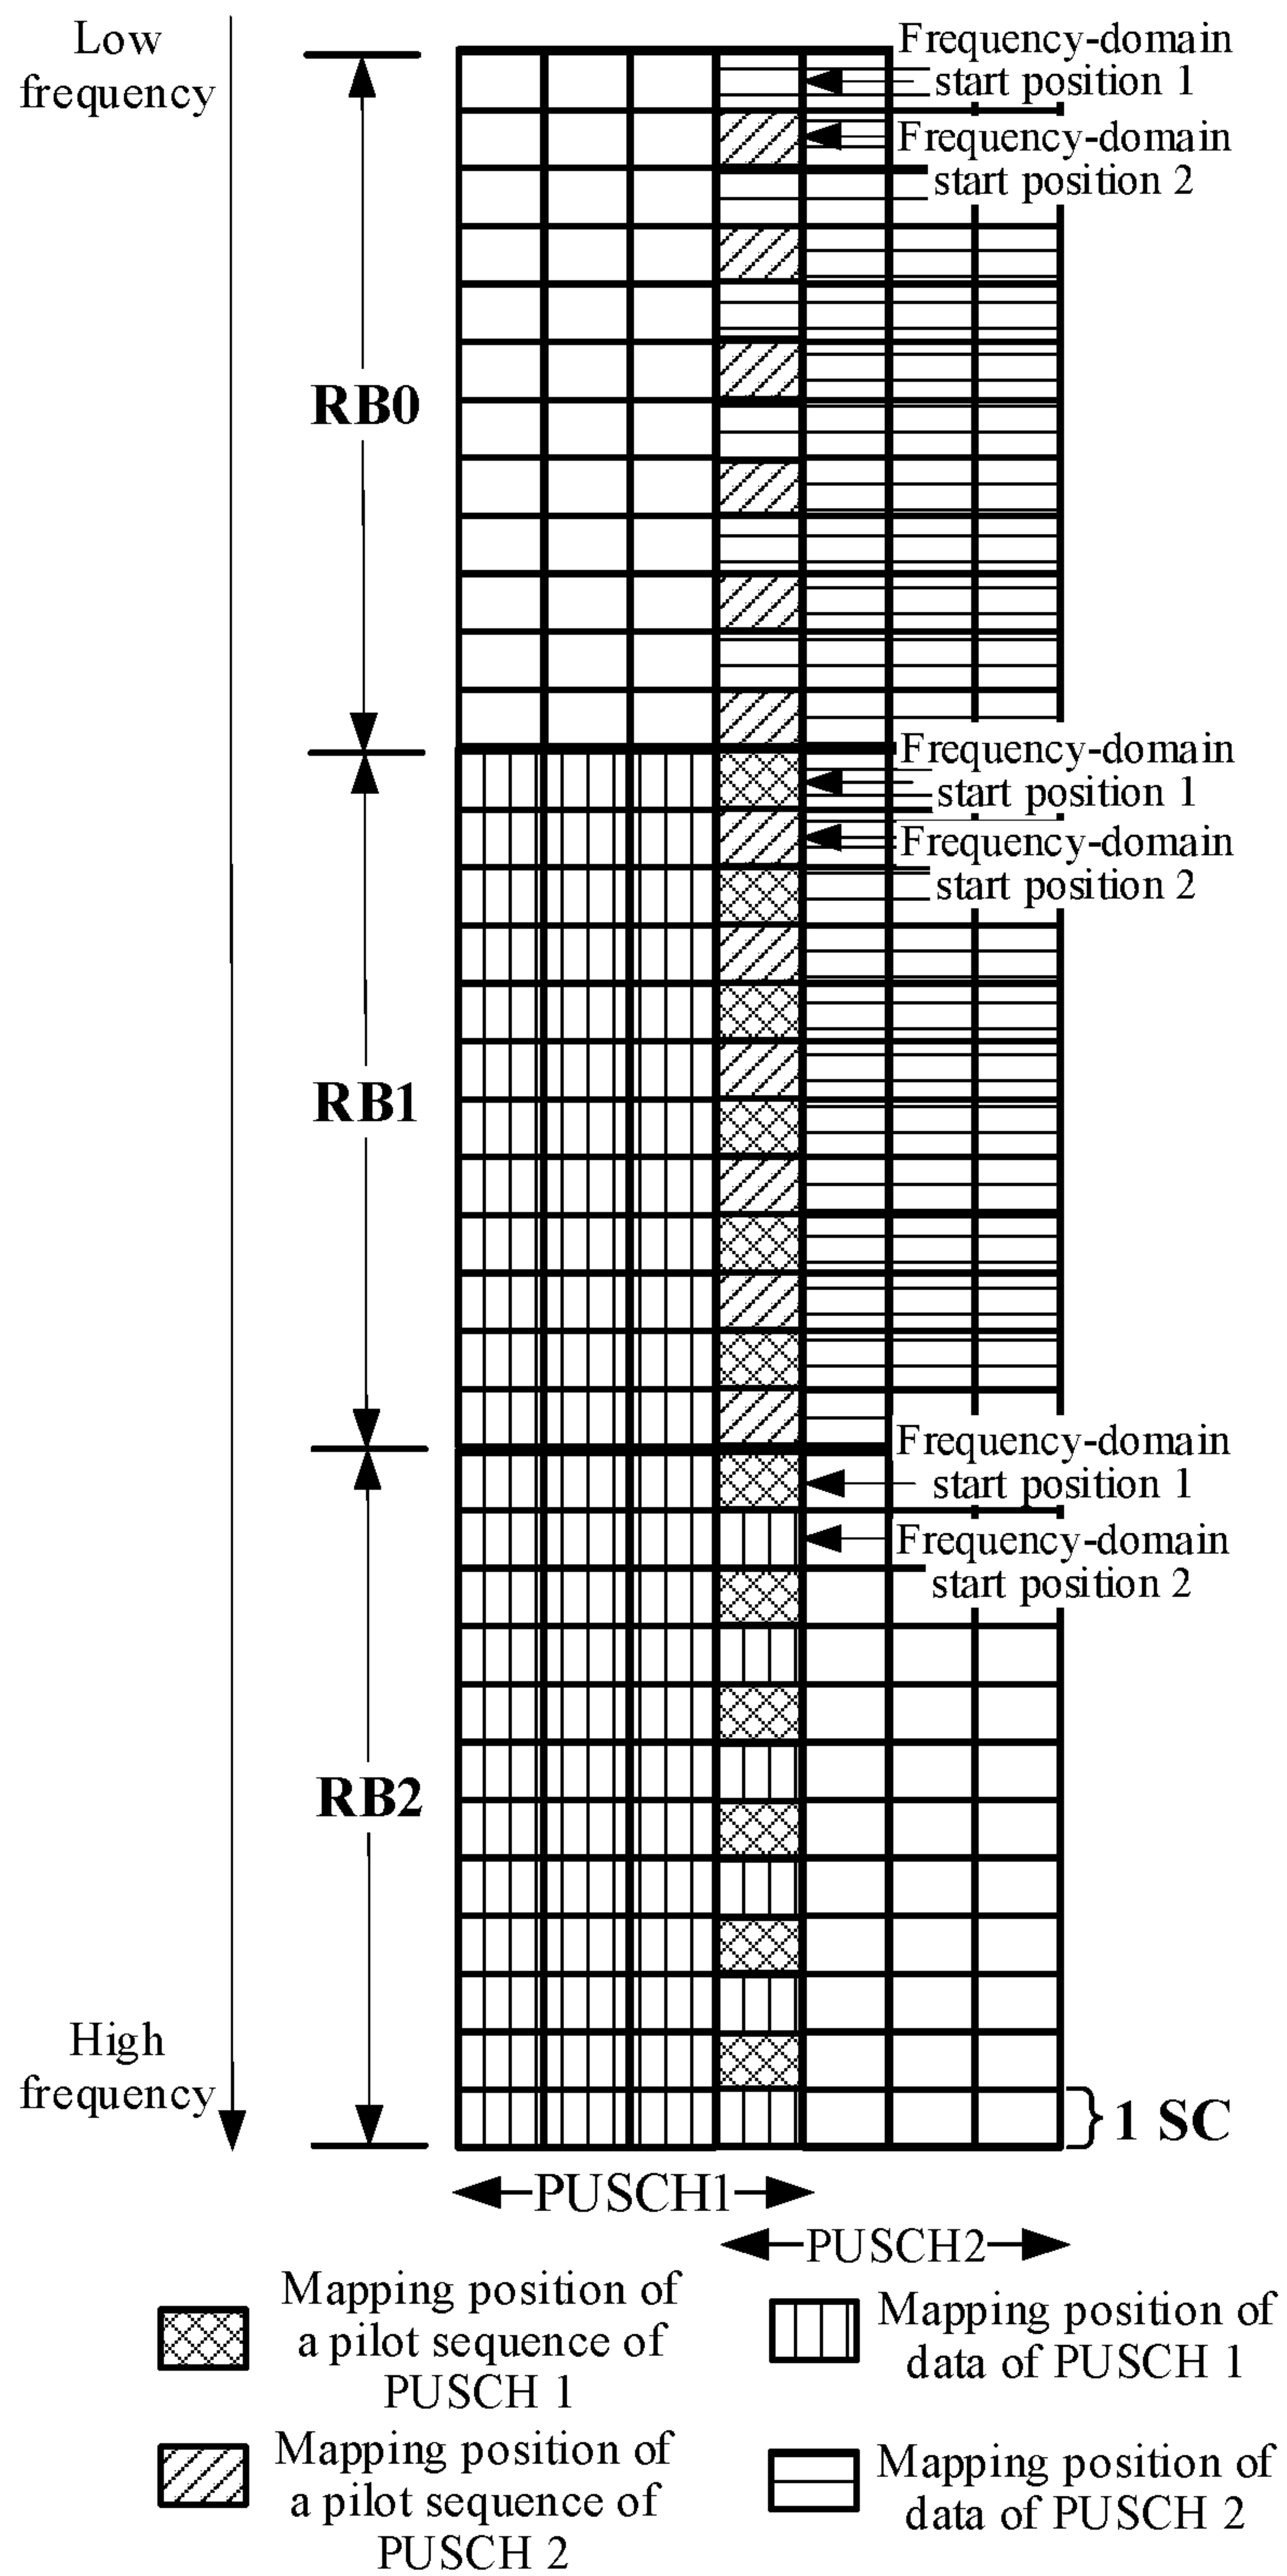 Low
frequency
Frequency-domain
start position 1
Frequency-domain
start position 2
RB0
Frequency-domain
start position 1
Frequency-domain
start position 2
RB1
Frequency-domain
start position 1
Frequency-domain
start position 2
RB2
High
frequency
1 SC
PUSCH1
PUSCH2
Mapping position of
a pilot sequence of
PUSCH 1
Mapping position of
data of PUSCH 1
Mapping position of
a pilot sequence of
PUSCH 2
Mapping position of
data of PUSCH 2